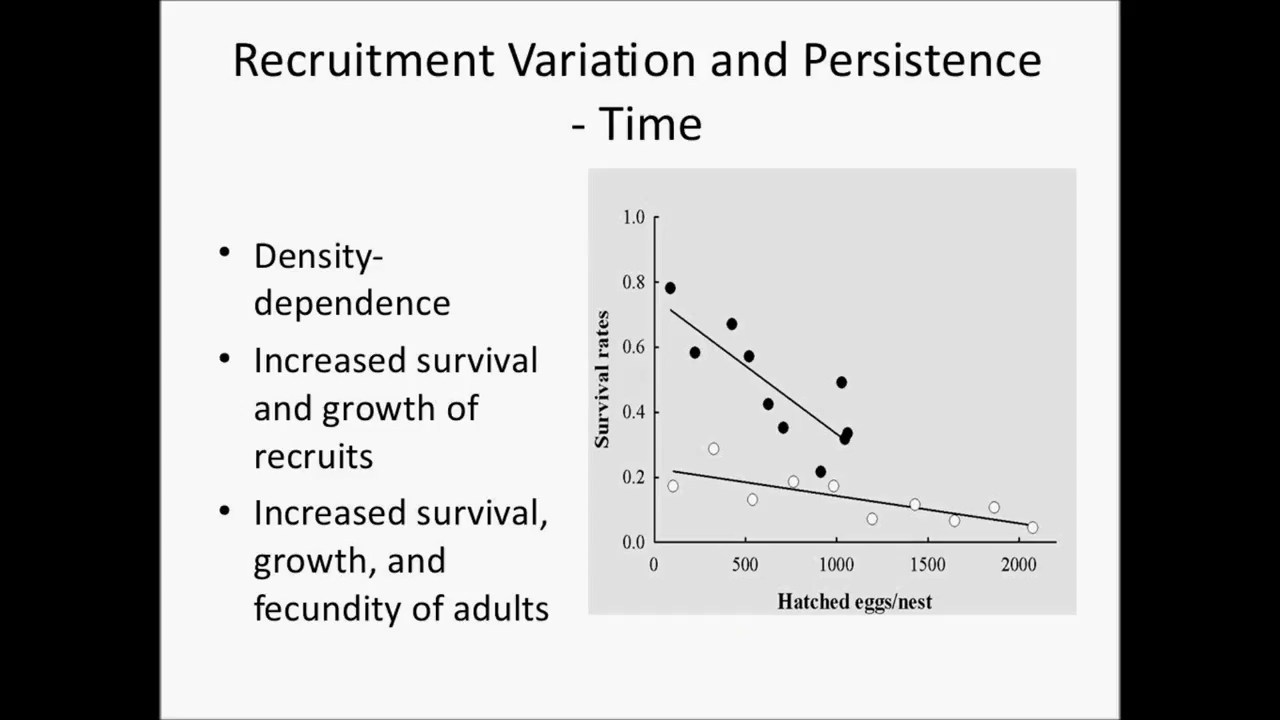 Recruitment Variation and Persistence
- Time
• Density-
dependence
• Increased survival
and growth of
recruits
• Increased survival,
growth, and
fecundity of adults
1.0
0.8
0.6
0.4
0.2
0.0
Survival rates
0 500 1000 1500 2000
Hatched eggs/nest